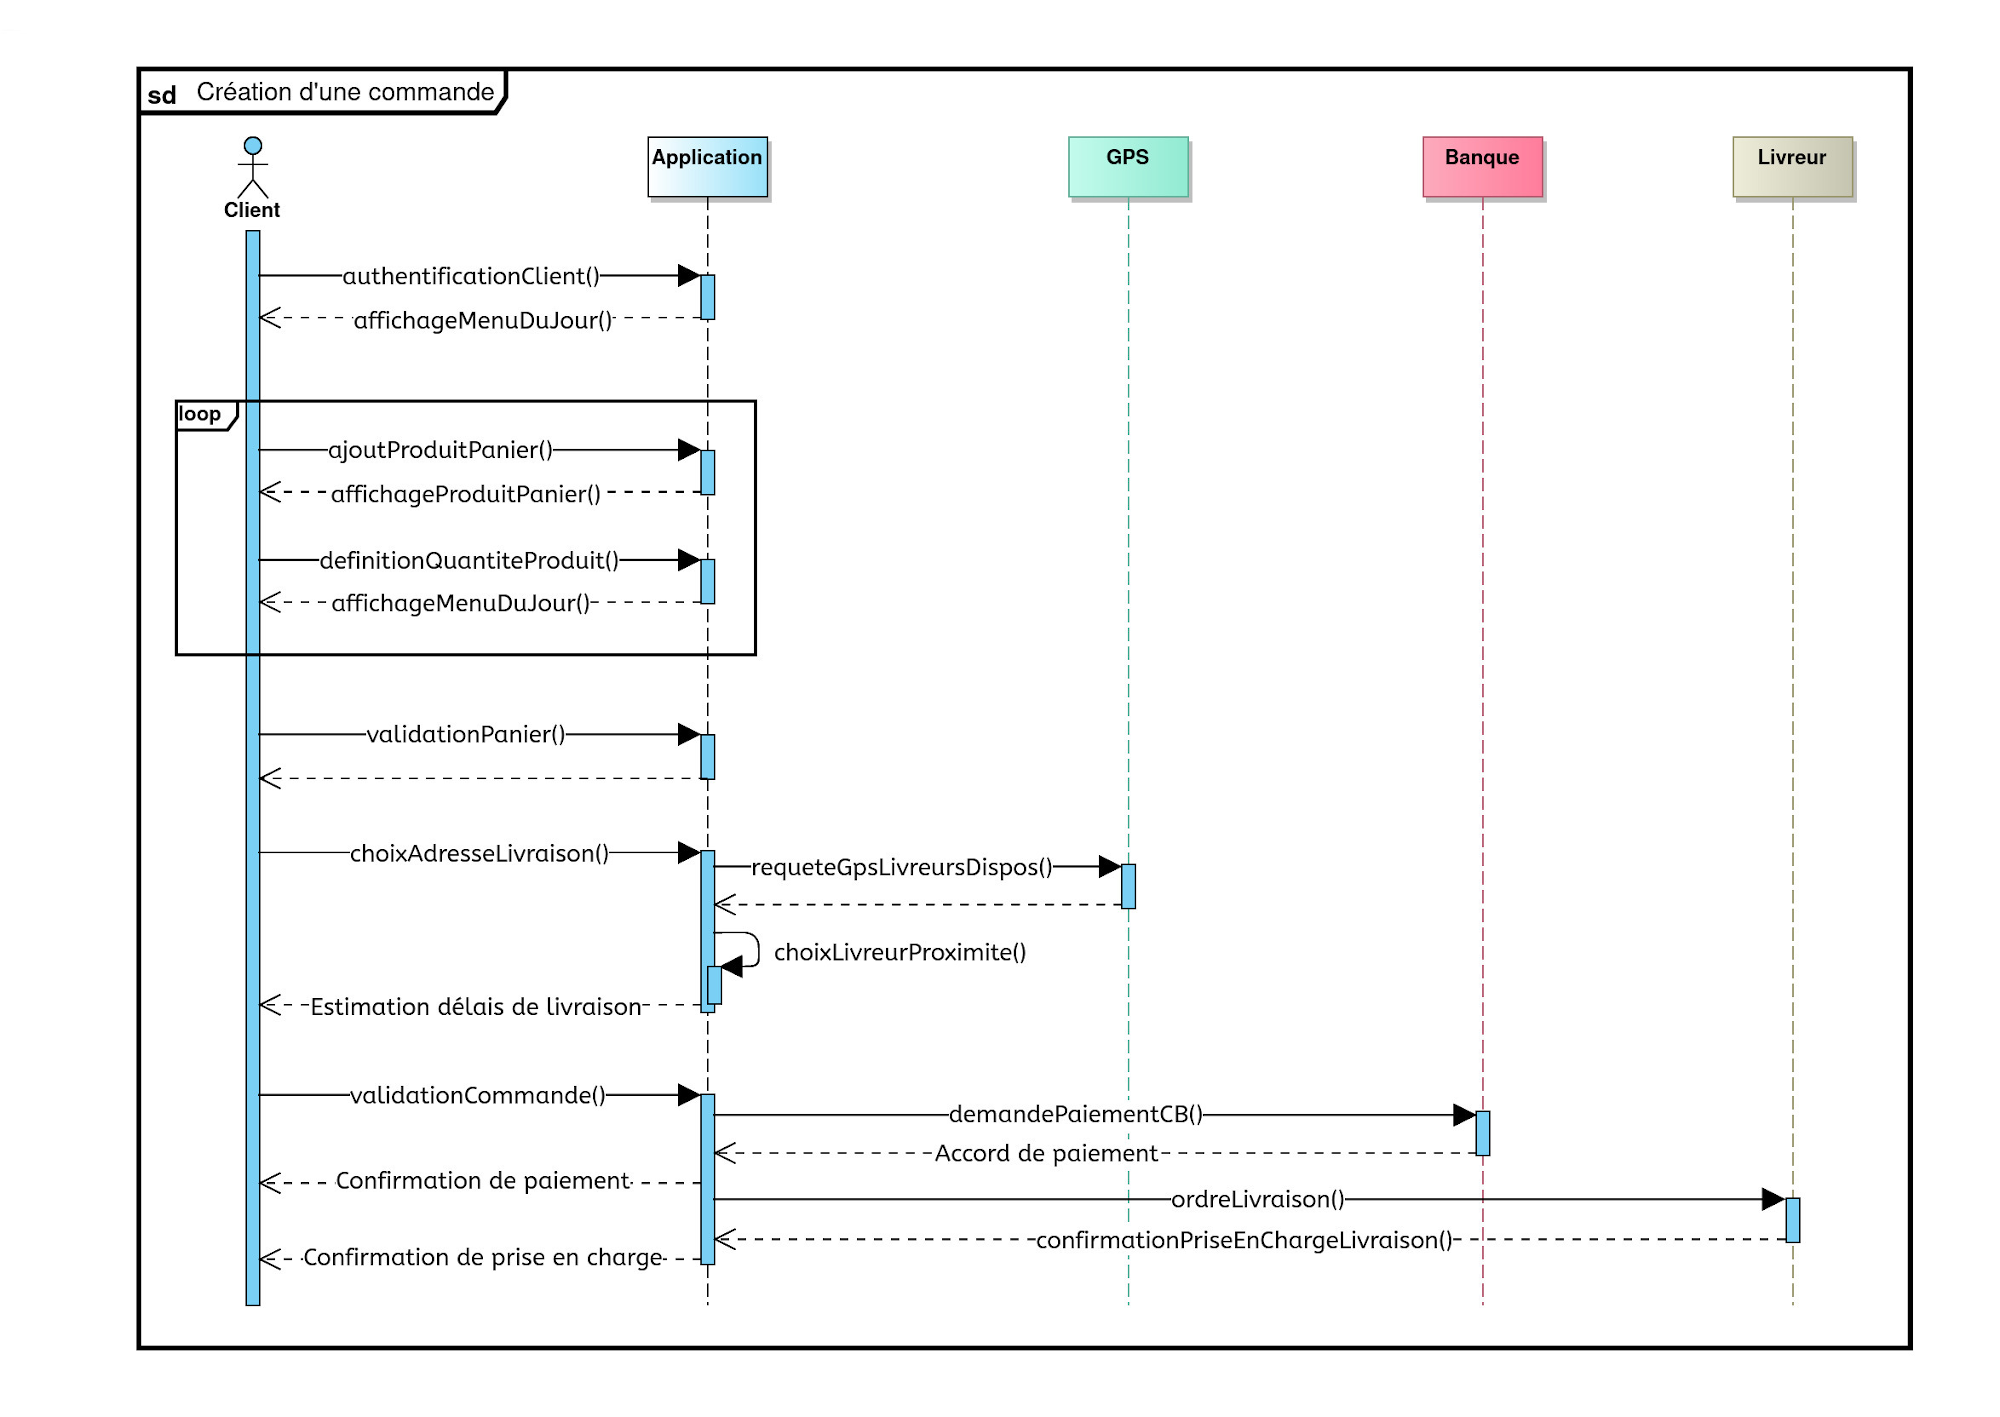 sd Création d'une commande
Client
Application
GPS
Banque
Livreur
authentificationClient()
affichageMenuDuJour()
loop
ajoutProduitPanier()
affichageProduitPanier()
definitionQuantiteProduit()
affichageMenuDuJour()
validationPanier()
choixAdresseLivraison()
requeteGpsLivreursDispos()
choixLivreurProximite()
Estimation délais de livraison
validationCommande()
demandePaiementCB()
Accord de paiement
Confirmation de paiement
ordreLivraison()
confirmationPriseEnChargeLivraison()
Confirmation de prise en charge